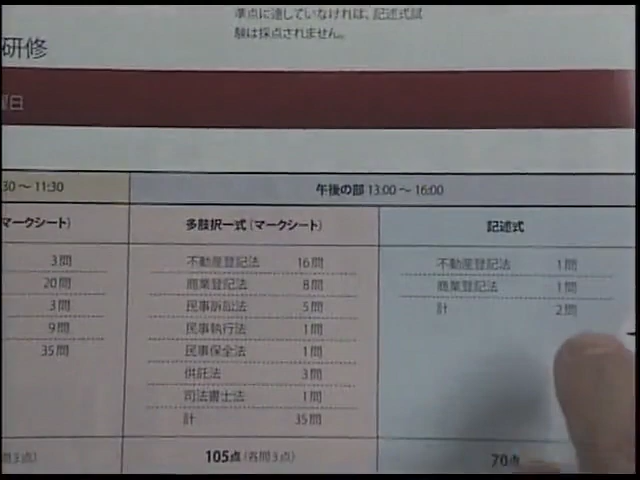 準点に達していなければ、記述式試
験は採点されません。
研修
曜日
30 ~ 11:30
午後の部 13:00 ~ 16:00
マークシート)
多肢択一式(マークシート)
記述式
3問
不動産登記法 16問
不動産登記法 1問
20問
商業登記法 8問
商業登記法 1問
3問
民事訴訟法 5問
計 2問
9問
民事執行法 1問
35問
民事保全法 1問
供託法 3問
司法書士法 1問
計 35問
問3点)
105点(各問3点)
70点